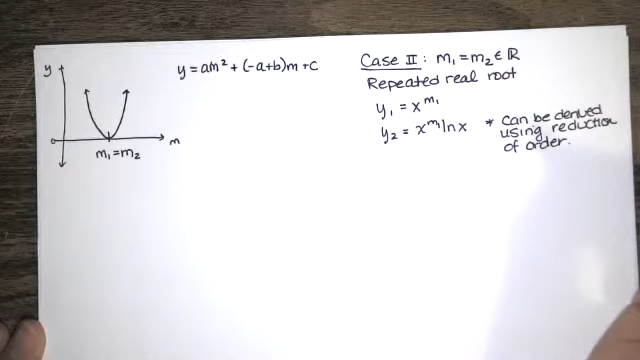 y
y = am² + (-a+b)m + c
m
m₁ = m₂
Case II : m₁ = m₂ ∈ ℝ
Repeated real root
y₁ = x^m₁
y₂ = x^m₁ ln x
* Can be derived
using reduction
of order.